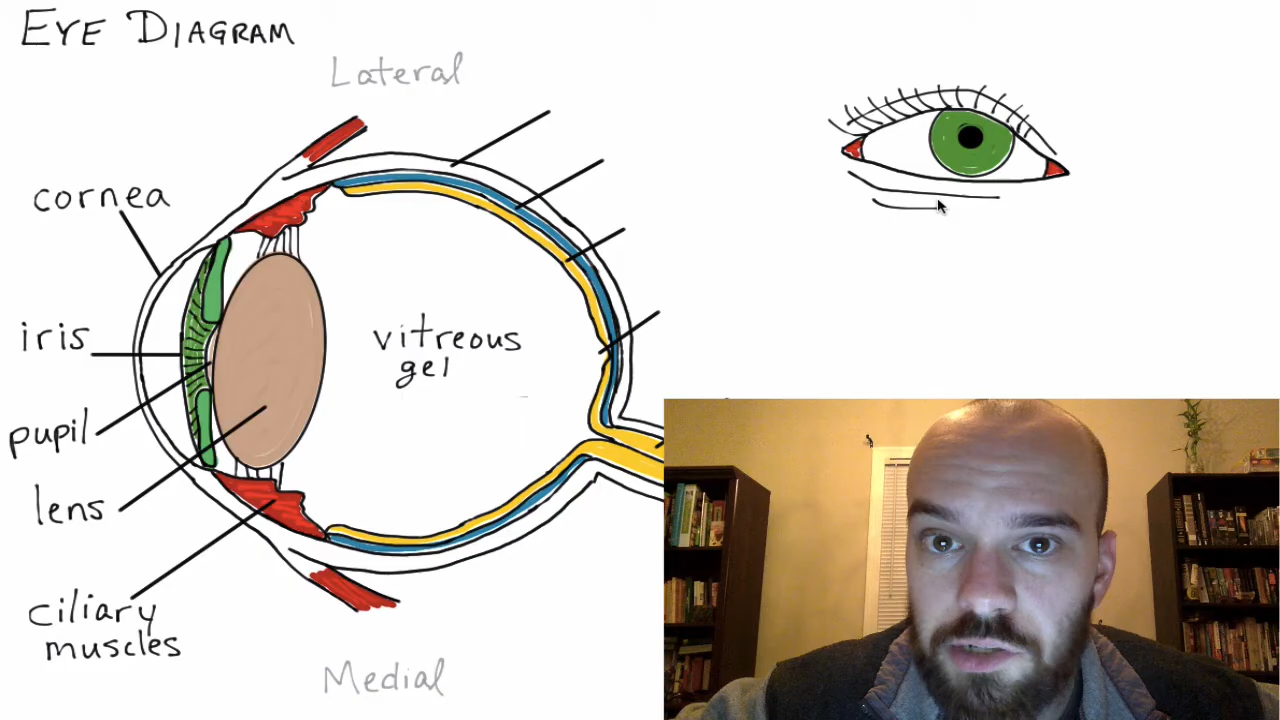 EYE DIAGRAM
Lateral
cornea
iris
vitreous
gel
pupil
lens
ciliary
muscles
Medial